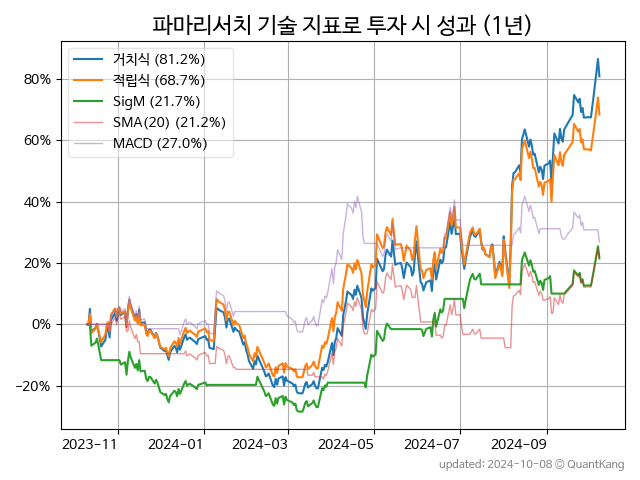 파마리서치 기술 지표로 투자 시 성과 (1년)
거치식 (81.2%)
적립식 (68.7%)
SigM (21.7%)
SMA(20) (21.2%)
MACD (27.0%)
80%
60%
40%
20%
0%
−20%
2023-11
2024-01
2024-03
2024-05
2024-07
2024-09
updated: 2024-10-08 © QuantKang